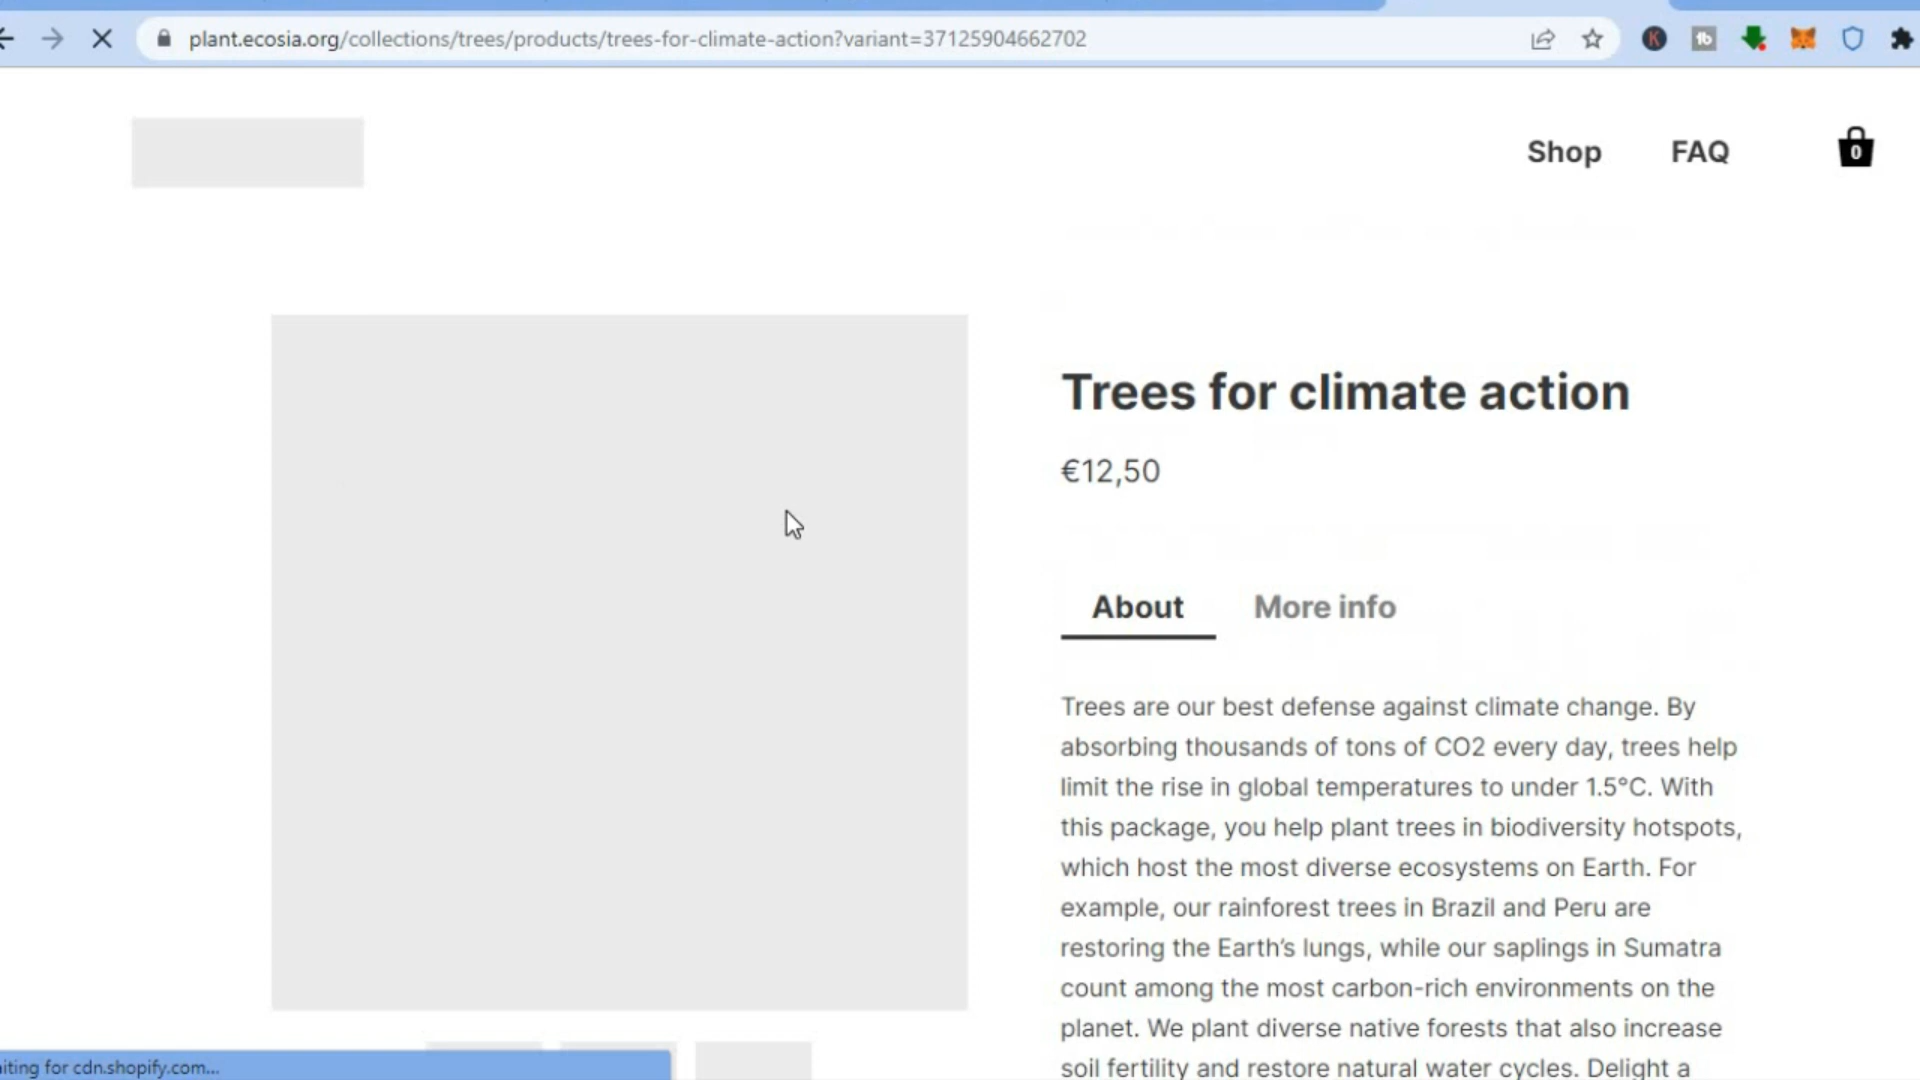 plant.ecosia.org/collections/trees/products/trees-for-climate-action?variant=37125904662702
K
tb
Shop
FAQ
0
Trees for climate action
€12,50
About
More info
Trees are our best defense against climate change. By
absorbing thousands of tons of CO2 every day, trees help
limit the rise in global temperatures to under 1.5°C. With
this package, you help plant trees in biodiversity hotspots,
which host the most diverse ecosystems on Earth. For
example, our rainforest trees in Brazil and Peru are
restoring the Earth’s lungs, while our saplings in Sumatra
count among the most carbon-rich environments on the
planet. We plant diverse native forests that also increase
soil fertility and restore natural water cycles. Delight a
iting for cdn.shopify.com...